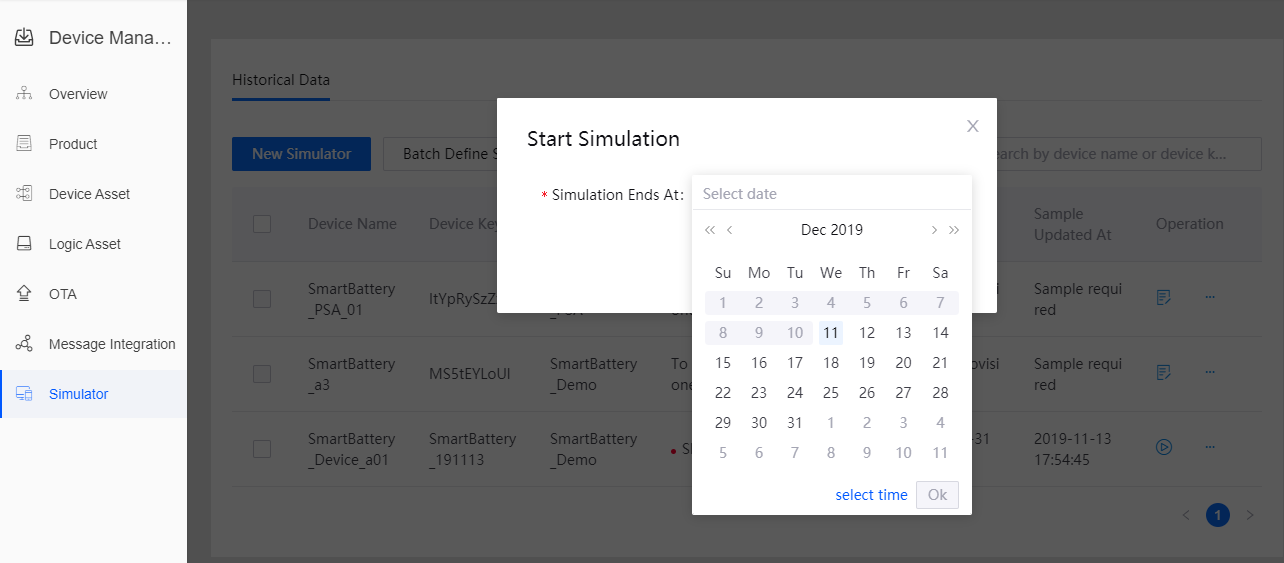 Device Mana...
Overview
Product
Device Asset
Logic Asset
OTA
Message Integration
Simulator
Historical Data
New Simulator
Batch Define S
earch by device name or device k...
Device Name
Device Key
Sample
Updated At
Operation
SmartBattery
_PSA_01
ItYpRySzZ
Sample requi
red
...
SmartBattery
_a3
MS5tEYLoUI
SmartBattery
_Demo
To
one
ovisi
Sample requi
red
...
SmartBattery
_Device_a01
SmartBattery
_191113
SmartBattery
_Demo
-31
2019-11-13
17:54:45
...
< 1 >
Start Simulation
X
* Simulation Ends At:
Select date
« ‹ Dec 2019 › »
Su Mo Tu We Th Fr Sa
1 2 3 4 5 6 7
8 9 10 11 12 13 14
15 16 17 18 19 20 21
22 23 24 25 26 27 28
29 30 31 1 2 3 4
5 6 7 8 9 10 11
select time Ok